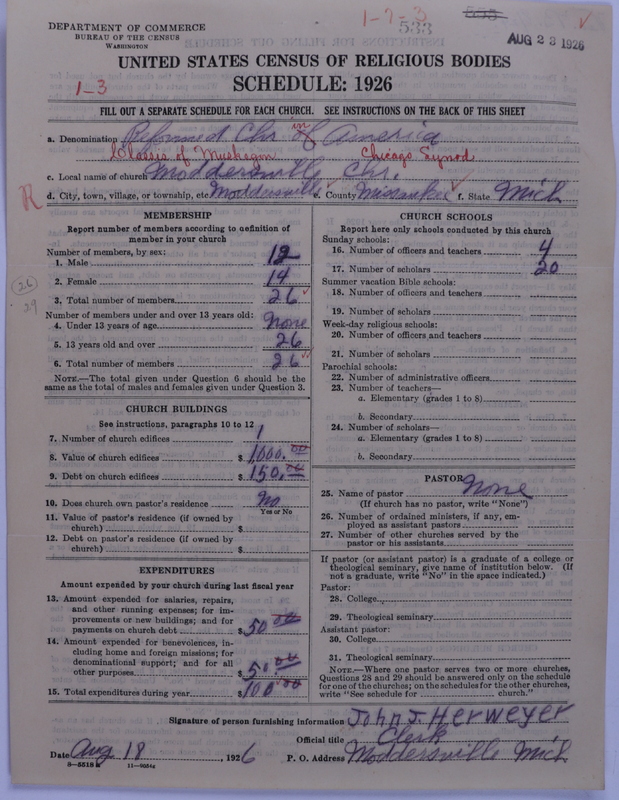 1-7-3
533
555
AUG 23 1926
DEPARTMENT OF COMMERCE
BUREAU OF THE CENSUS
WASHINGTON
UNITED STATES CENSUS OF RELIGIOUS BODIES
SCHEDULE: 1926
1-3
FILL OUT A SEPARATE SCHEDULE FOR EACH CHURCH. SEE INSTRUCTIONS ON THE BACK OF THIS SHEET
a. Denomination Reformed Chr. in of America
Classis of Muskegon Chicago Synod
c. Local name of church Moddersville Chr.
R
d. City, town, village, or township, etc. Moddersville e. County Missaukee f. State Mich
MEMBERSHIP
Report number of members according to definition of member in your church
Number of members, by sex:
1. Male 12
2. Female 14
3. Total number of members 26
26
29
Number of members under and over 13 years old:
4. Under 13 years of age None
5. 13 years old and over 26
6. Total number of members 26
NOTE.—The total given under Question 6 should be the
same as the total of males and females given under Question 3.
CHURCH BUILDINGS
See instructions, paragraphs 10 to 12
7. Number of church edifices 1
8. Value of church edifices $ 1000.00
9. Debt on church edifices $ 150.00
10. Does church own pastor's residence No
Yes or No
11. Value of pastor's residence (if owned by
church) $
12. Debt on pastor's residence (if owned by
church) $
EXPENDITURES
Amount expended by your church during last fiscal year
13. Amount expended for salaries, repairs,
and other running expenses; for im-
provements or new buildings; and for
payments on church debt $ 50 00
14. Amount expended for benevolences, in-
cluding home and foreign missions; for
denominational support; and for all
other purposes $ 50.00
15. Total expenditures during year $ 100.00
CHURCH SCHOOLS
Report here only schools conducted by this church
Sunday schools:
16. Number of officers and teachers 4
17. Number of scholars 20
Summer vacation Bible schools:
18. Number of officers and teachers
19. Number of scholars
Week-day religious schools:
20. Number of officers and teachers
21. Number of scholars
Parochial schools:
22. Number of administrative officers
23. Number of teachers—
a. Elementary (grades 1 to 8)
b. Secondary
24. Number of scholars—
a. Elementary (grades 1 to 8)
b. Secondary
PASTOR
25. Name of pastor None
(If church has no pastor, write "None")
26. Number of ordained ministers, if any, em-
ployed as assistant pastors
27. Number of other churches served by the
pastor or his assistants
If pastor (or assistant pastor) is a graduate of a college or
theological seminary, give name of institution below. (If
not a graduate, write "No" in the space indicated.)
Pastor:
28. College
29. Theological seminary
Assistant pastor:
30. College
31. Theological seminary
NOTE.—Where one pastor serves two or more churches,
Questions 28 and 29 should be answered only on the schedule
for one of the churches; on the schedules for the other churches,
write "See schedule for church."
Signature of person furnishing information John J. Herweyer
Official title Clerk
Date Aug 18, 1926 P. O. Address Moddersville Mich
8-5518